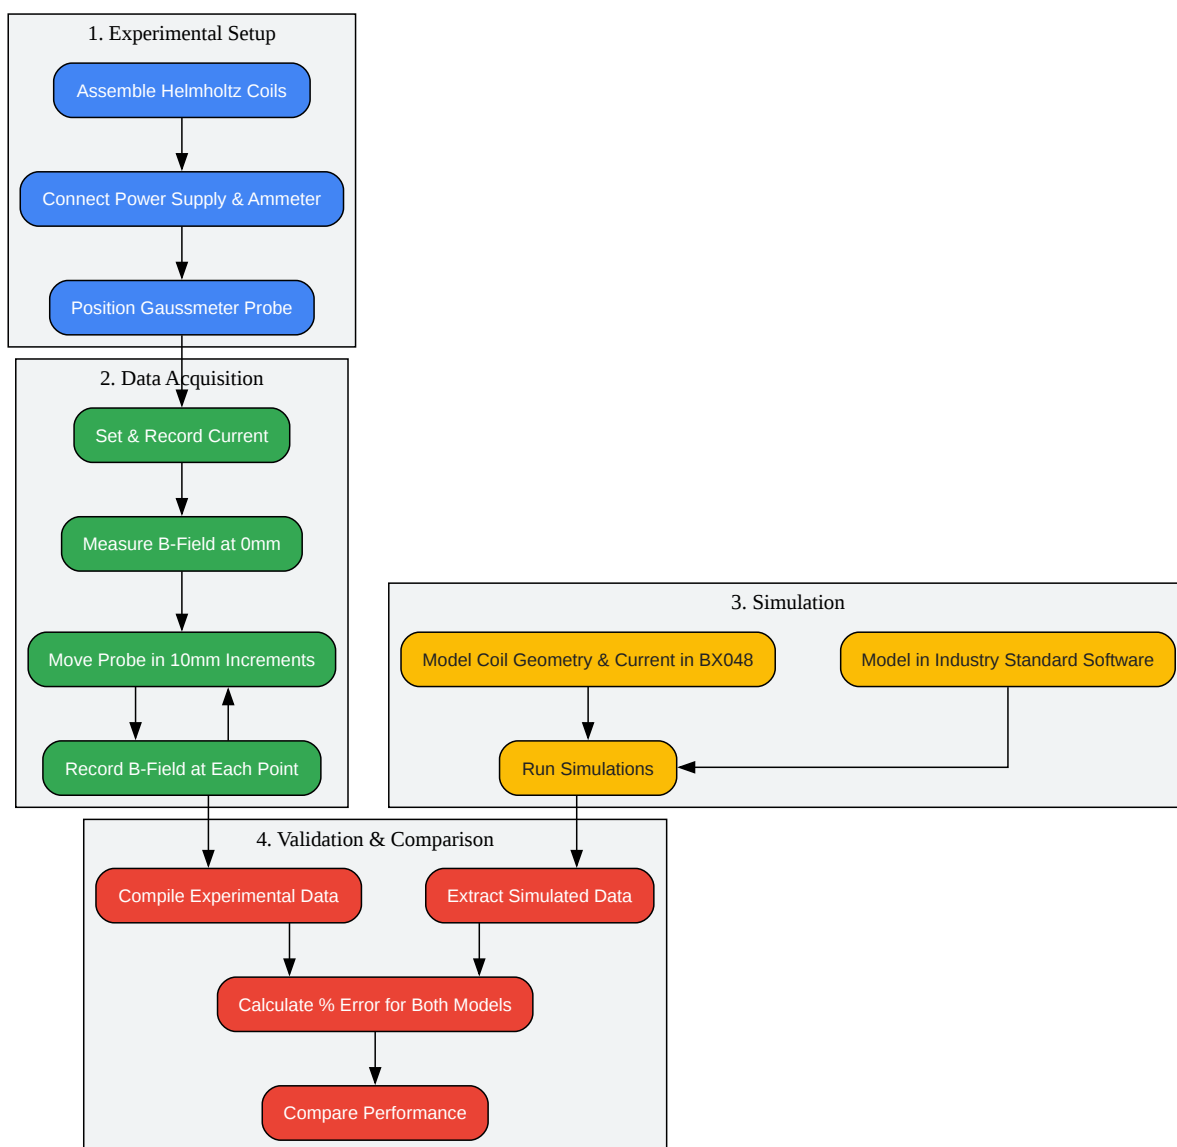 1. Experimental Setup
Assemble Helmholtz Coils
Connect Power Supply & Ammeter
Position Gaussmeter Probe
2. Data Acquisition
Set & Record Current
Measure B-Field at 0mm
Move Probe in 10mm Increments
Record B-Field at Each Point
3. Simulation
Model Coil Geometry & Current in BX048
Model in Industry Standard Software
Run Simulations
4. Validation & Comparison
Compile Experimental Data
Extract Simulated Data
Calculate % Error for Both Models
Compare Performance